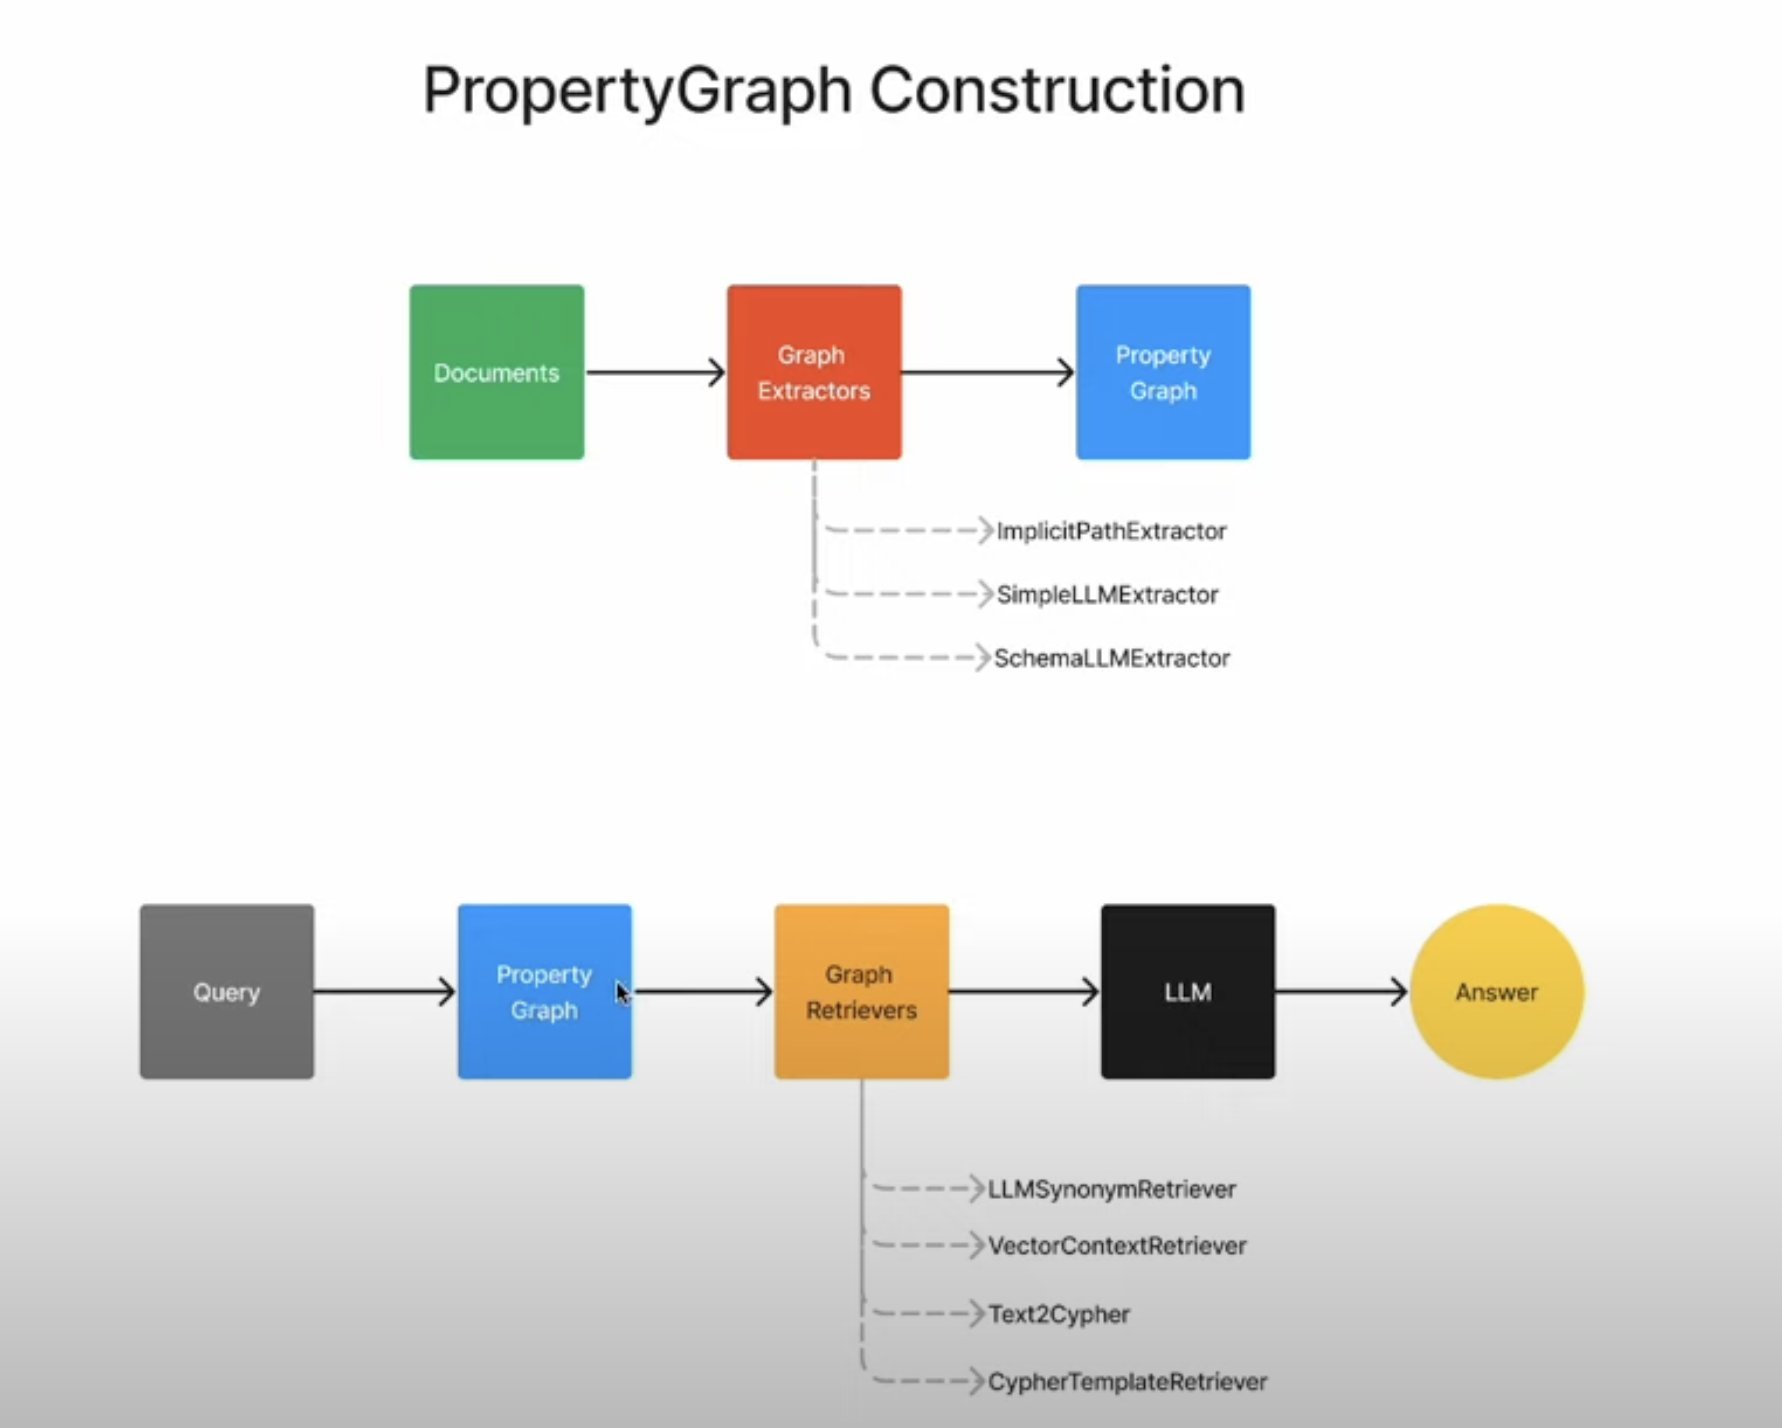 PropertyGraph Construction
Documents
Graph
Extractors
Property
Graph
ImplicitPathExtractor
SimpleLLMExtractor
SchemaLLMExtractor
Query
Property
Graph
Graph
Retrievers
LLM
Answer
LLMSynonymRetriever
VectorContextRetriever
Text2Cypher
CypherTemplateRetriever